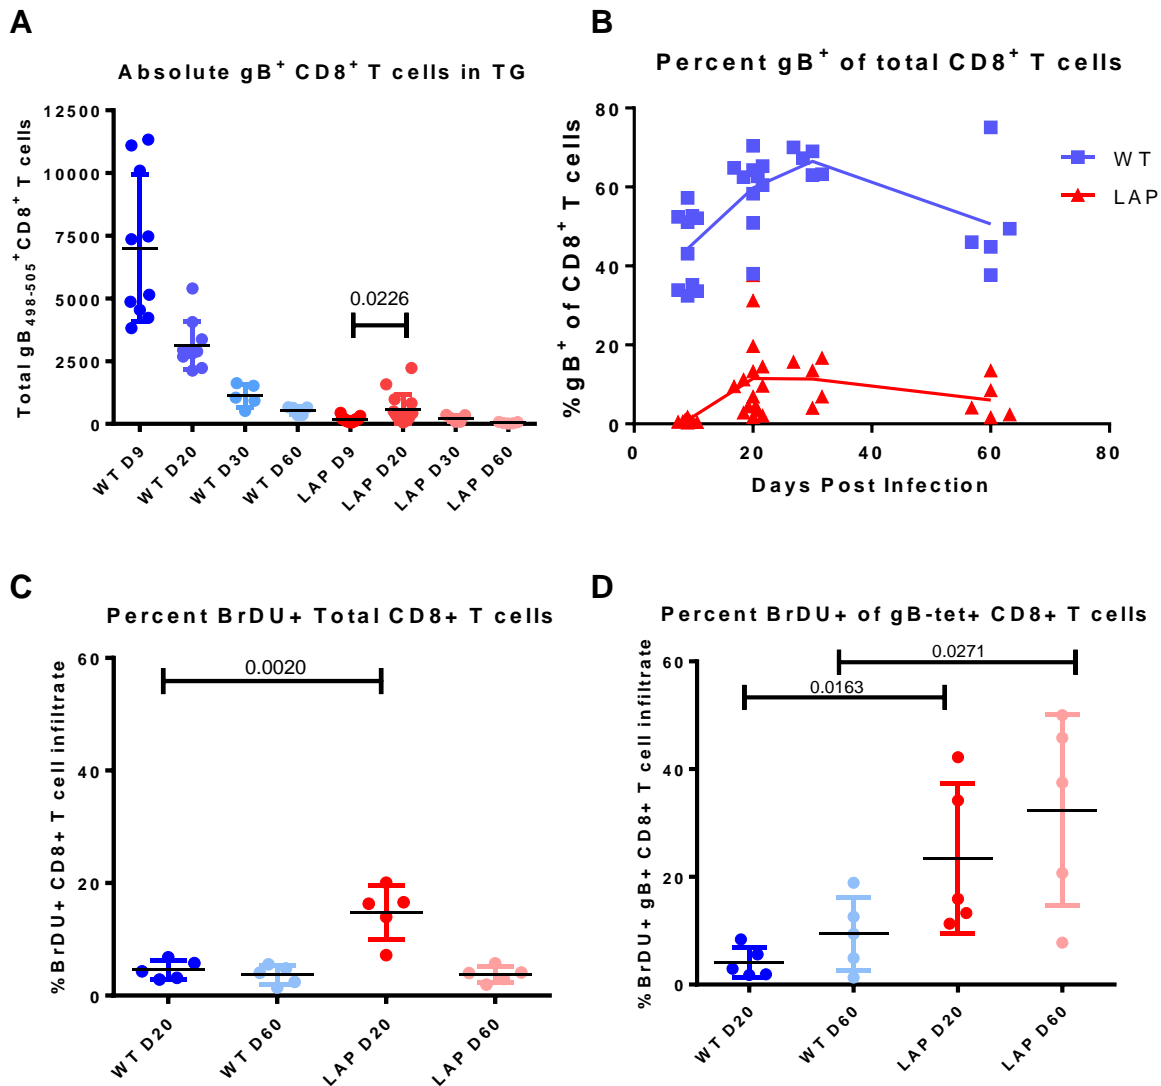 A
Absolute gB+ CD8+ T cells in TG
Total gB498-505+CD8+ T cells
12500
10000
7500
5000
2500
0
0.0226
WT D9
WT D20
WT D30
WT D60
LAP D9
LAP D20
LAP D30
LAP D60
B
Percent gB+ of total CD8+ T cells
%gB+ of CD8+ T cells
80
60
40
20
0
0
20
40
60
80
Days Post Infection
WT
LAP
C
Percent BrDU+ Total CD8+ T cells
%BrDU+ CD8+ T cell infiltrate
60
40
20
0
0.0020
WT D20
WT D60
LAP D20
LAP D60
D
Percent BrDU+ of gB-tet+ CD8+ T cells
%BrDU+ gB+ CD8+ T cell infiltrate
60
40
20
0
0.0271
0.0163
WT D20
WT D60
LAP D20
LAP D60